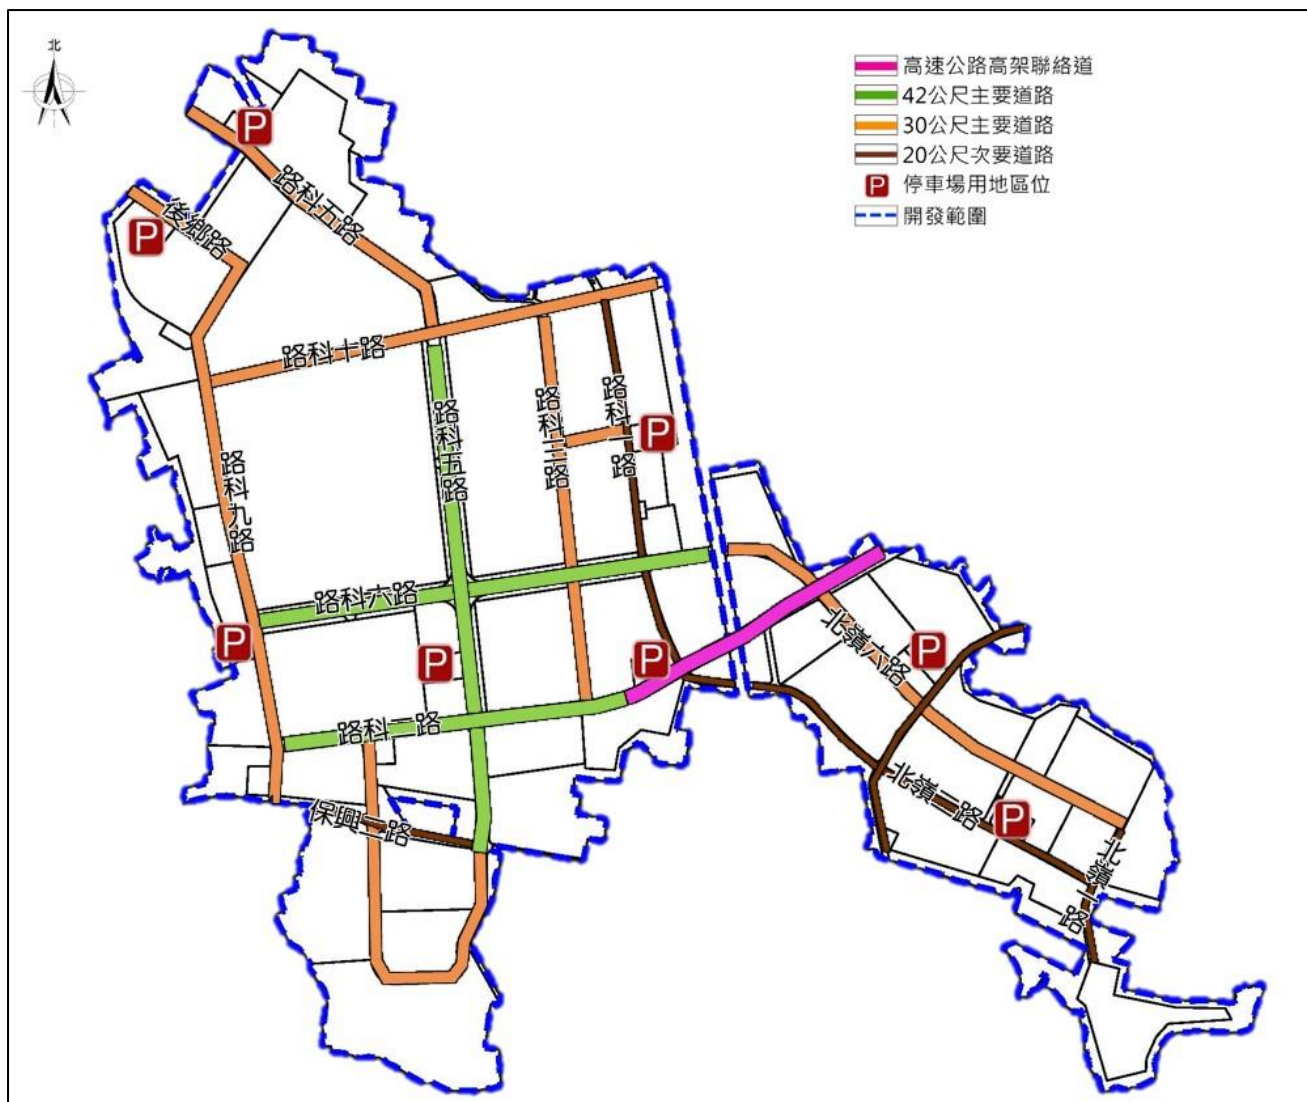 北
高速公路高架聯絡道
42公尺主要道路
30公尺主要道路
20公尺次要道路
P 停車場用地區位
開發範圍
P
路科五路
後鄉路
P
路科十路
路科五路
路科三路
路科一路
P
路科九路
路科六路
P
P
P
北嶺六路
P
路科二路
北嶺二路
保興二路
P
北嶺一路